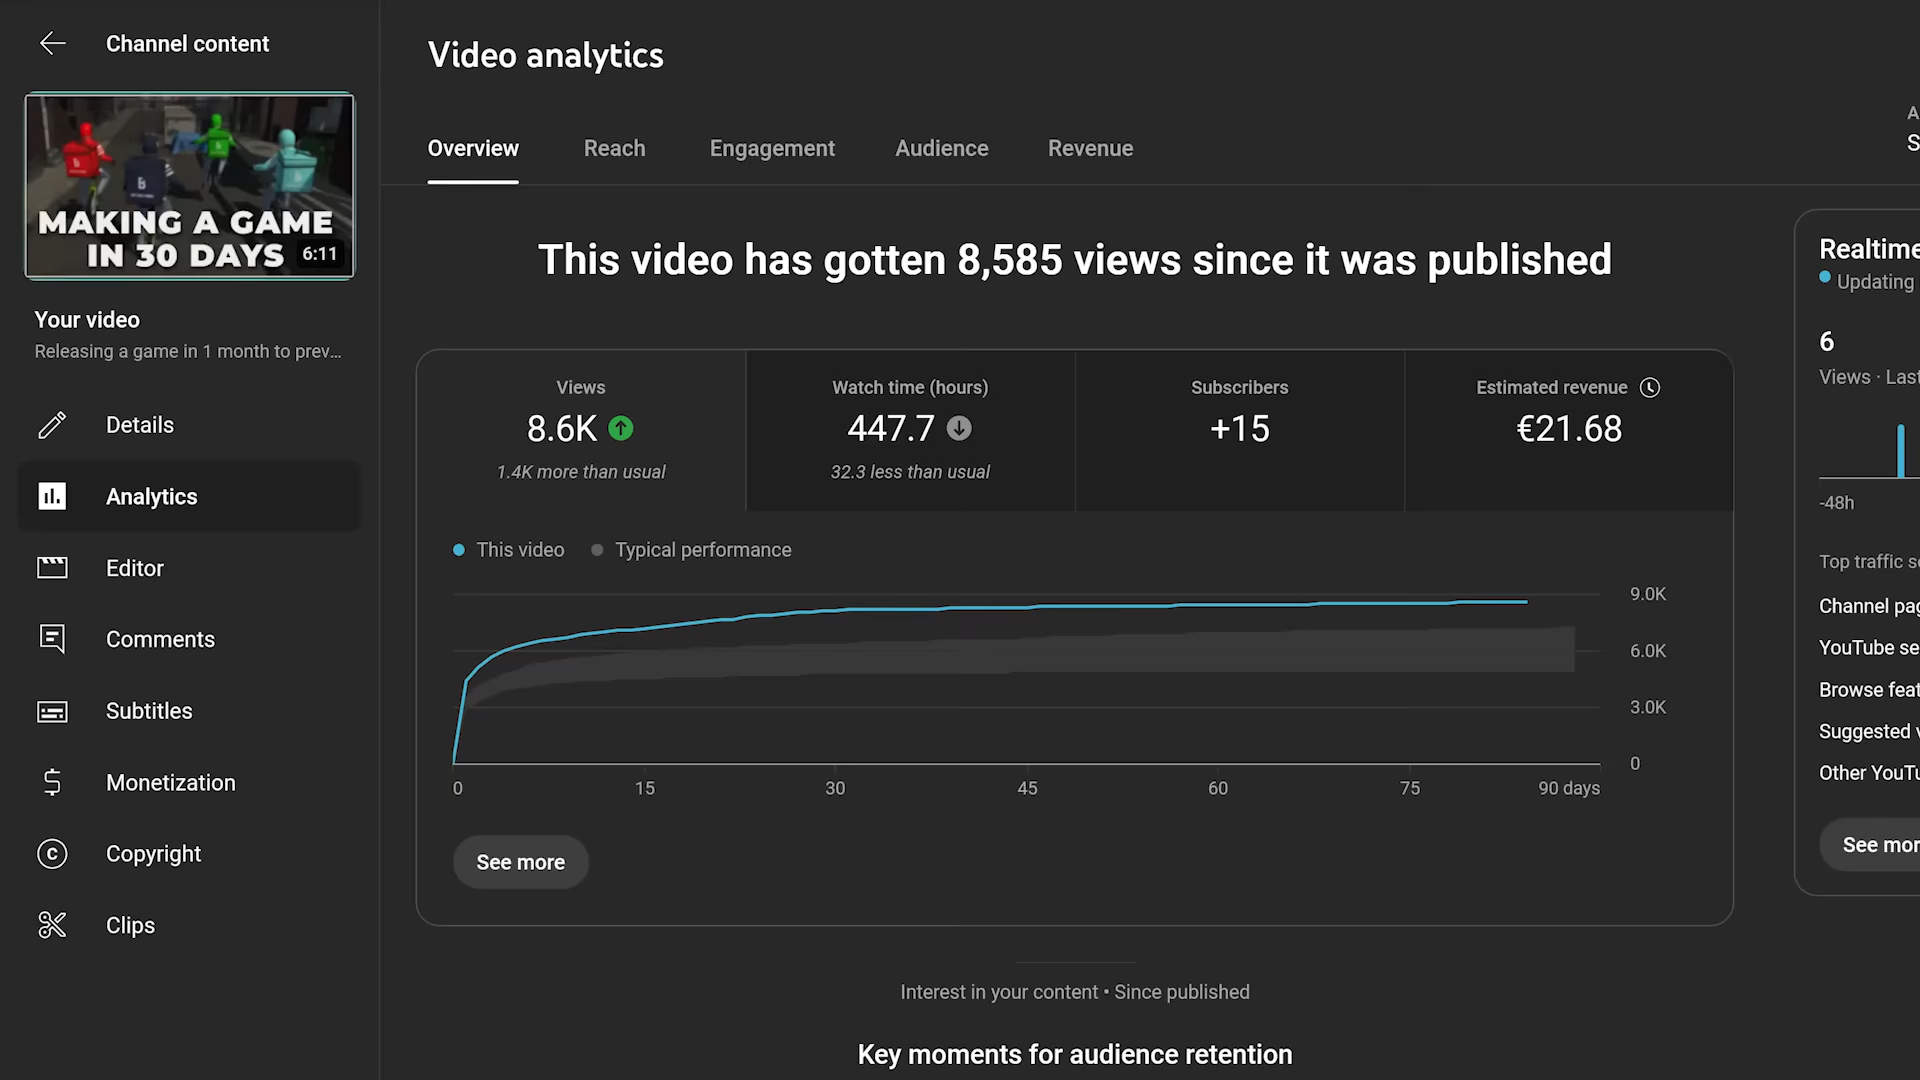 Channel content
MAKING A GAME
IN 30 DAYS
6:11
Your video
Releasing a game in 1 month to prev...
Details
Analytics
Editor
Comments
Subtitles
Monetization
Copyright
Clips
Video analytics
Overview
Reach
Engagement
Audience
Revenue
This video has gotten 8,585 views since it was published
Views
8.6K
1.4K more than usual
Watch time (hours)
447.7
32.3 less than usual
Subscribers
+15
Estimated revenue
€21.68
This video
Typical performance
9.0K
6.0K
3.0K
0
0
15
30
45
60
75
90 days
See more
Interest in your content • Since published
Key moments for audience retention
A
S
Realtime
Updating
6
Views · Last
-48h
Top traffic s
Channel pag
YouTube se
Browse feat
Suggested v
Other YouTu
See mor